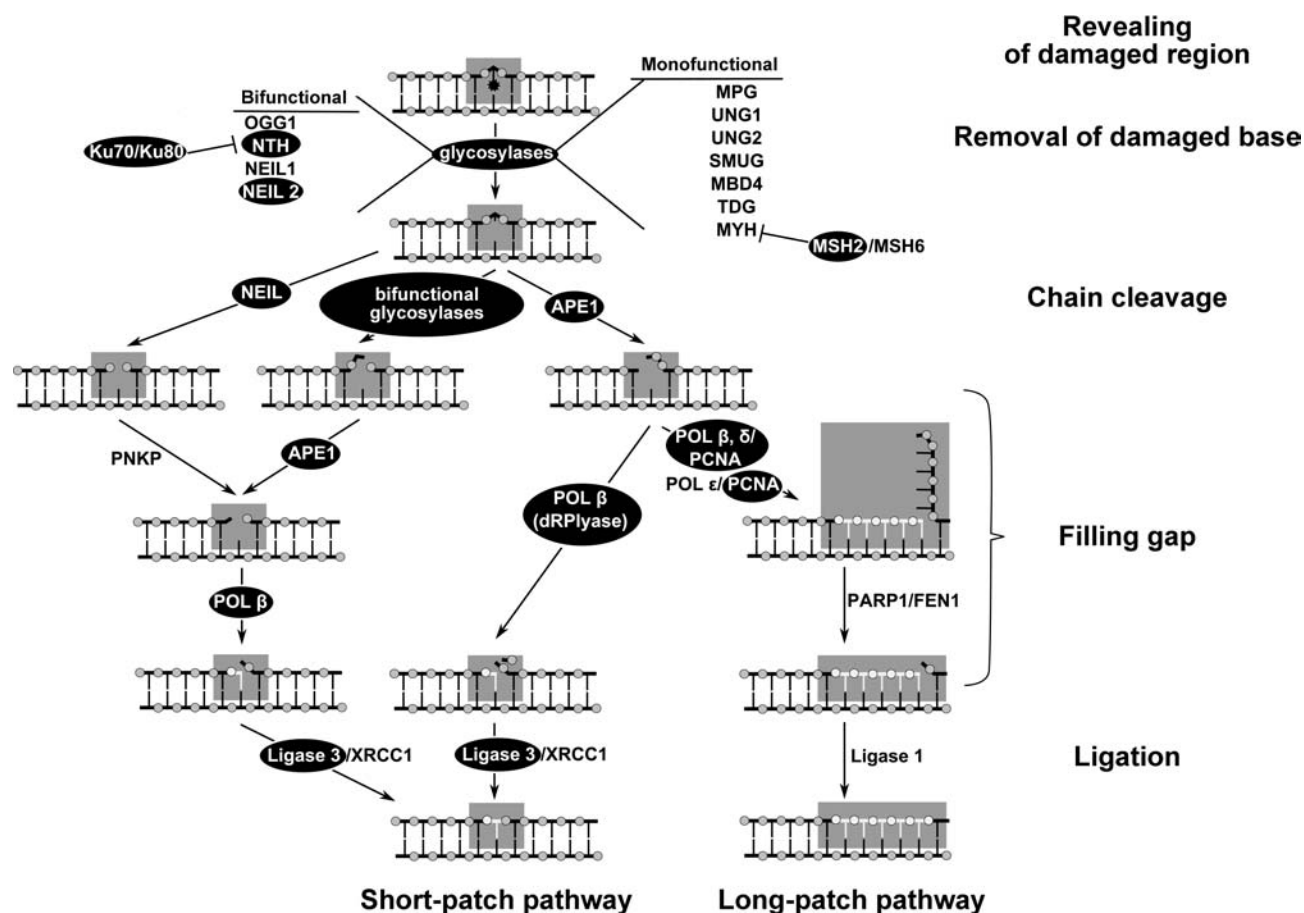 Revealing
of damaged region
Monofunctional
Bifunctional
MPG
OGG1
UNG1
Ku70/Ku80
NTH
glycosylases
UNG2
Removal of damaged base
NEIL1
SMUG
NEIL 2
MBD4
TDG
MYH
MSH2/MSH6
NEIL
bifunctional
glycosylases
APE1
Chain cleavage
PNKP
APE1
POL β, δ/
PCNA
POL ε/PCNA
POL β
(dRPlyase)
Filling gap
POL β
PARP1/FEN1
Ligase 3/XRCC1
Ligase 3/XRCC1
Ligase 1
Ligation
Short-patch pathway
Long-patch pathway